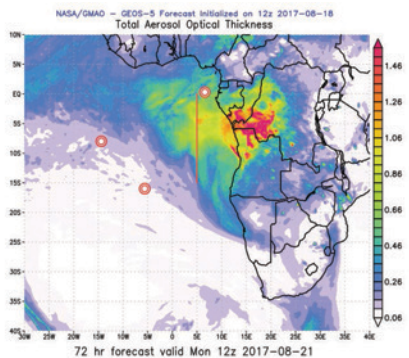 NASA/GMAO - GEOS-5 Forecast Initialized on 12z 2017-08-18
Total Aerosol Optical Thickness
10N
5N
EQ
5S
10S
15S
20S
25S
30S
35S
40S
30W 25W 20W 15W 10W 5W 0 5E 10E 15E 20E 25E 30E 35E 40E
1.46
1.26
1.06
0.86
0.66
0.46
0.26
0.06
72 hr forecast valid Mon 12z 2017-08-21